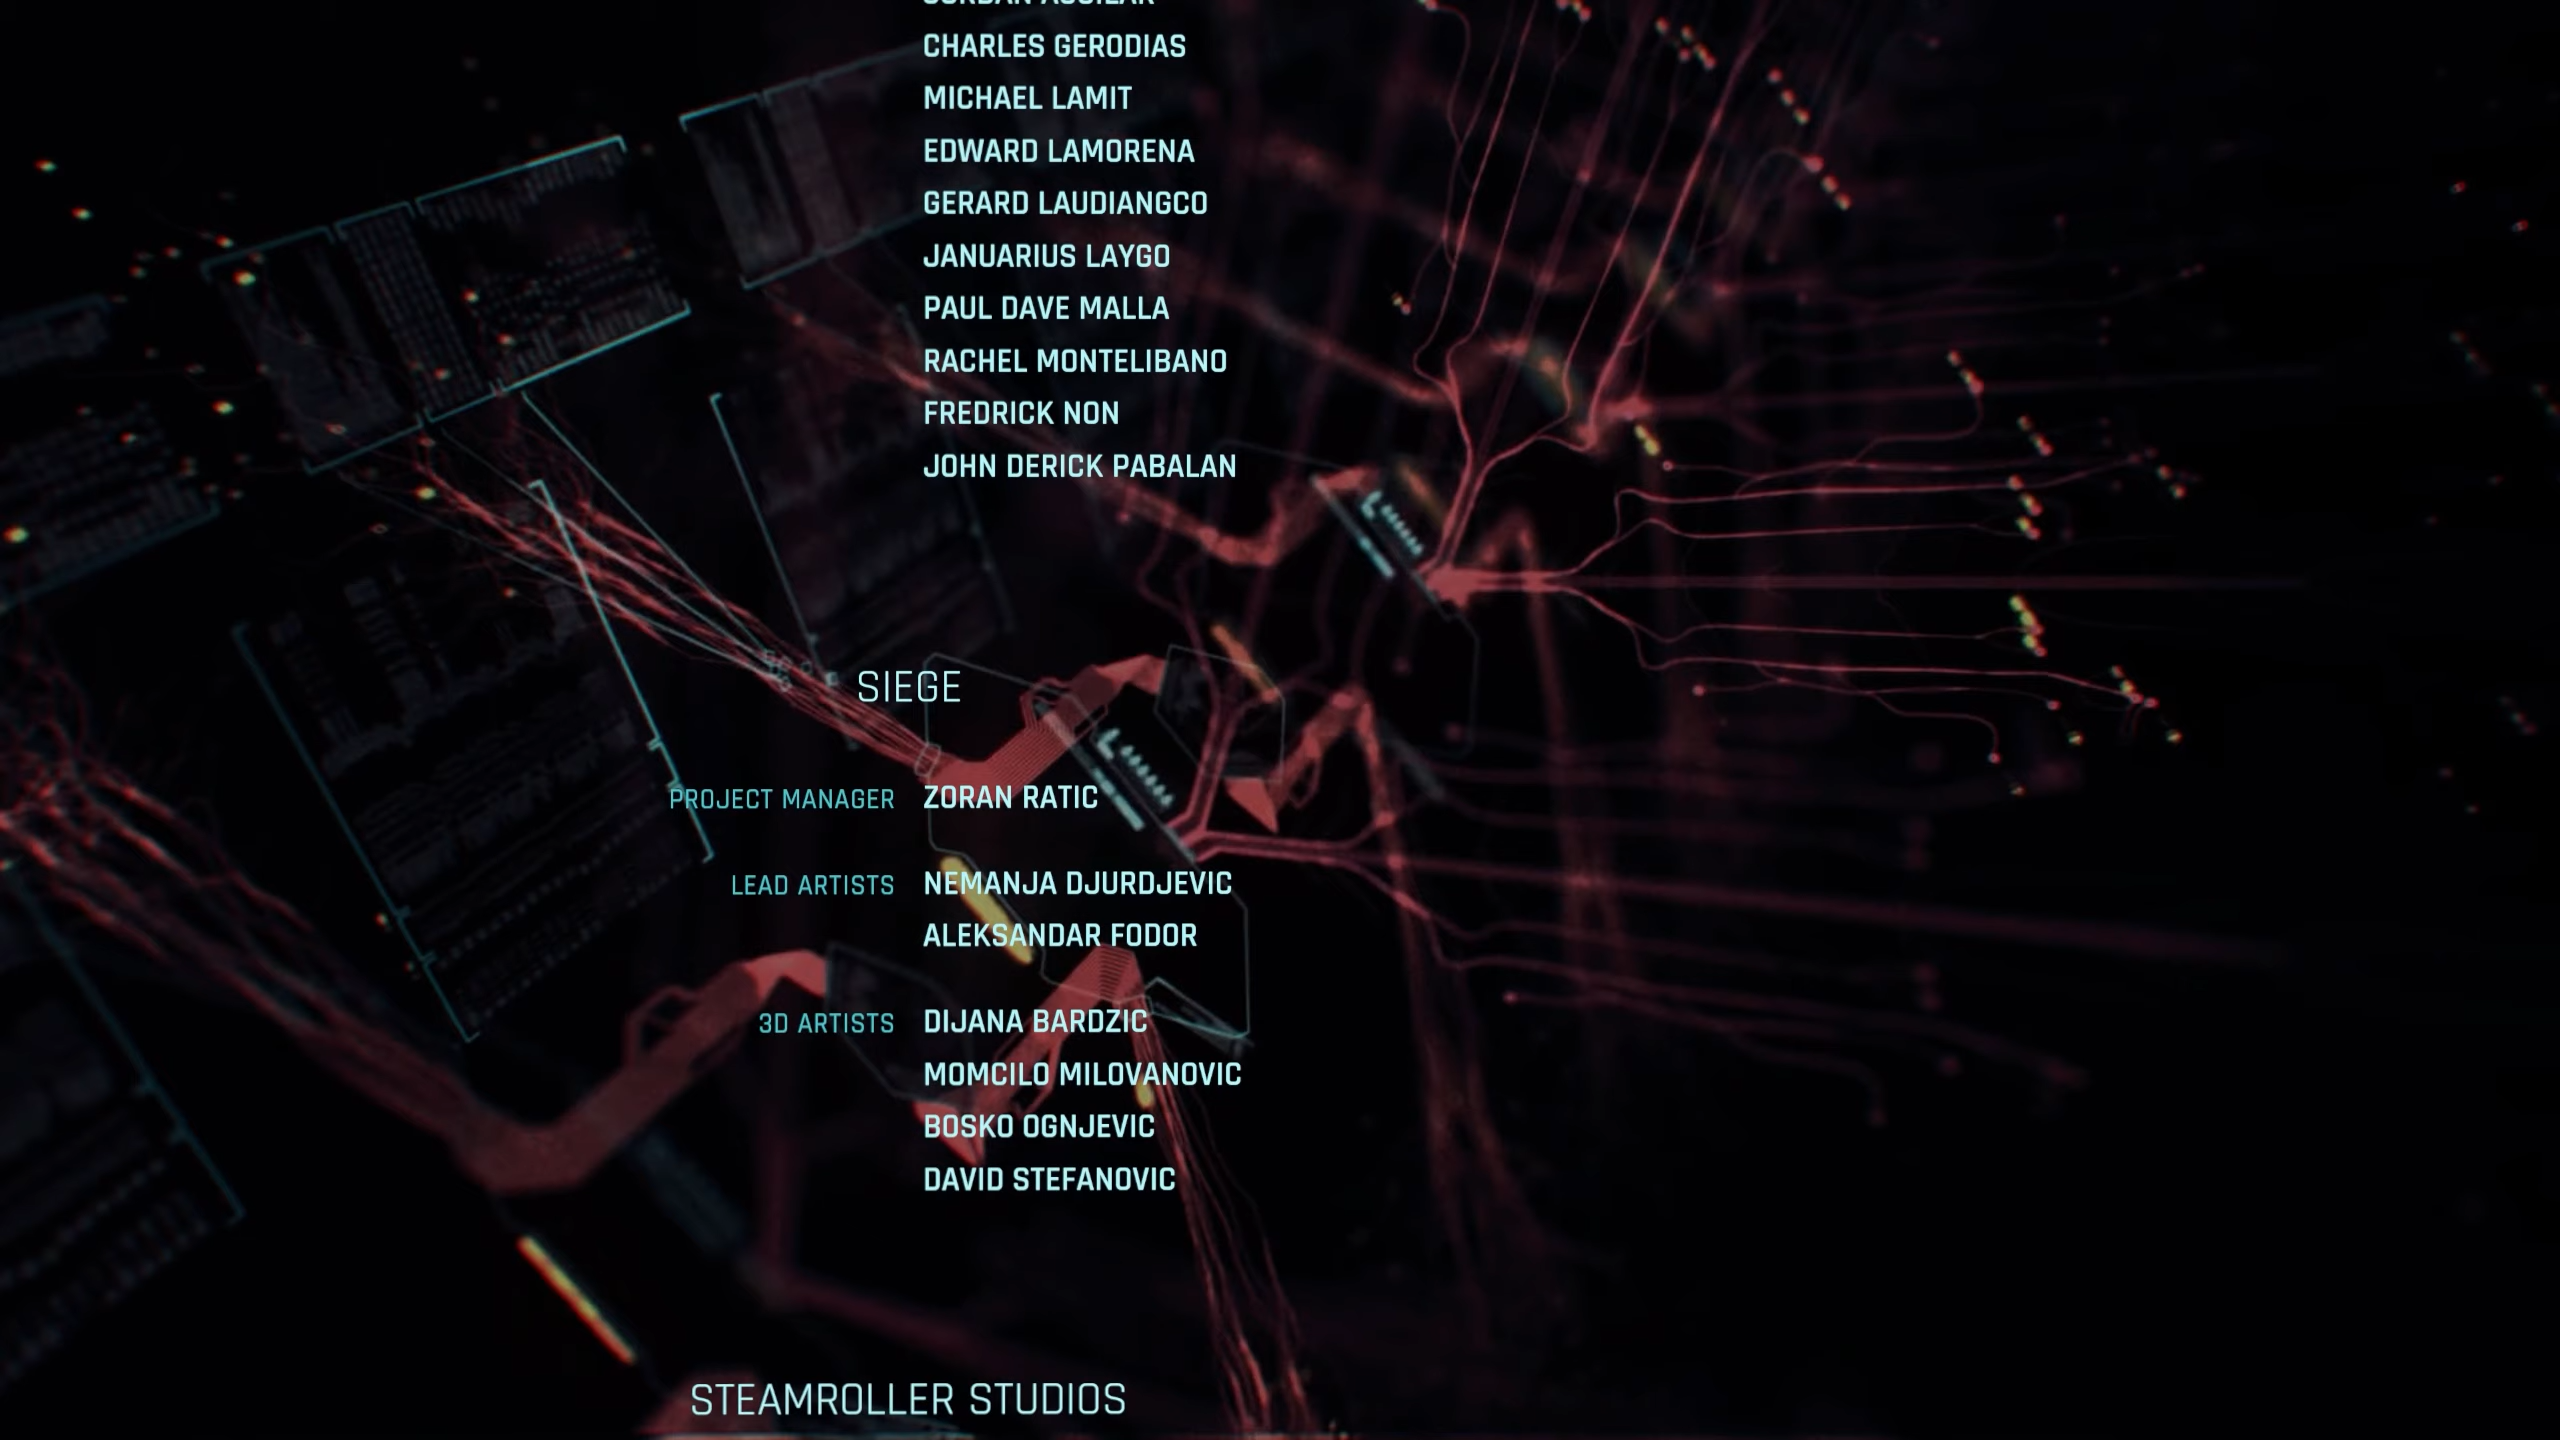 CHARLES GERODIAS
MICHAEL LAMIT
EDWARD LAMORENA
GERARD LAUDIANGCO
JANUARIUS LAYGO
PAUL DAVE MALLA
RACHEL MONTELIBANO
FREDRICK NON
JOHN DERICK PABALAN
SIEGE
PROJECT MANAGER ZORAN RATIC
LEAD ARTISTS NEMANJA DJURDJEVIC
ALEKSANDAR FODOR
3D ARTISTS DIJANA BARDZIC
MOMCILO MILOVANOVIC
BOSKO OGNJEVIC
DAVID STEFANOVIC
STEAMROLLER STUDIOS